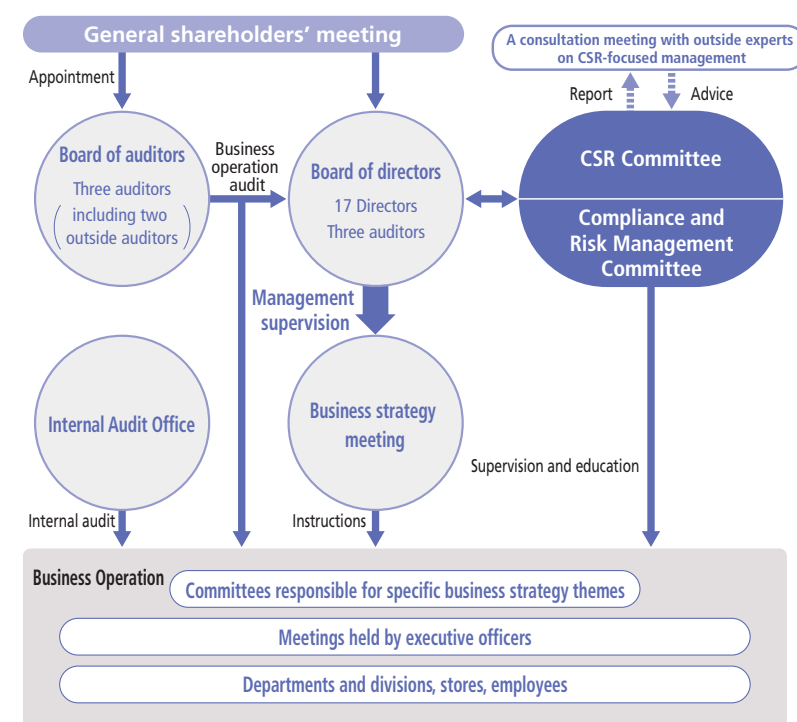 General shareholders' meeting
A consultation meeting with outside experts
on CSR-focused management
Appointment
Report
Advice
Board of auditors
Three auditors
( including two
outside auditors )
Business
operation
audit
Board of directors
17 Directors
Three auditors
CSR Committee
Compliance and
Risk Management
Committee
Management
supervision
Internal Audit Office
Business strategy
meeting
Supervision and education
Internal audit
Instructions
Business Operation
Committees responsible for specific business strategy themes
Meetings held by executive officers
Departments and divisions, stores, employees